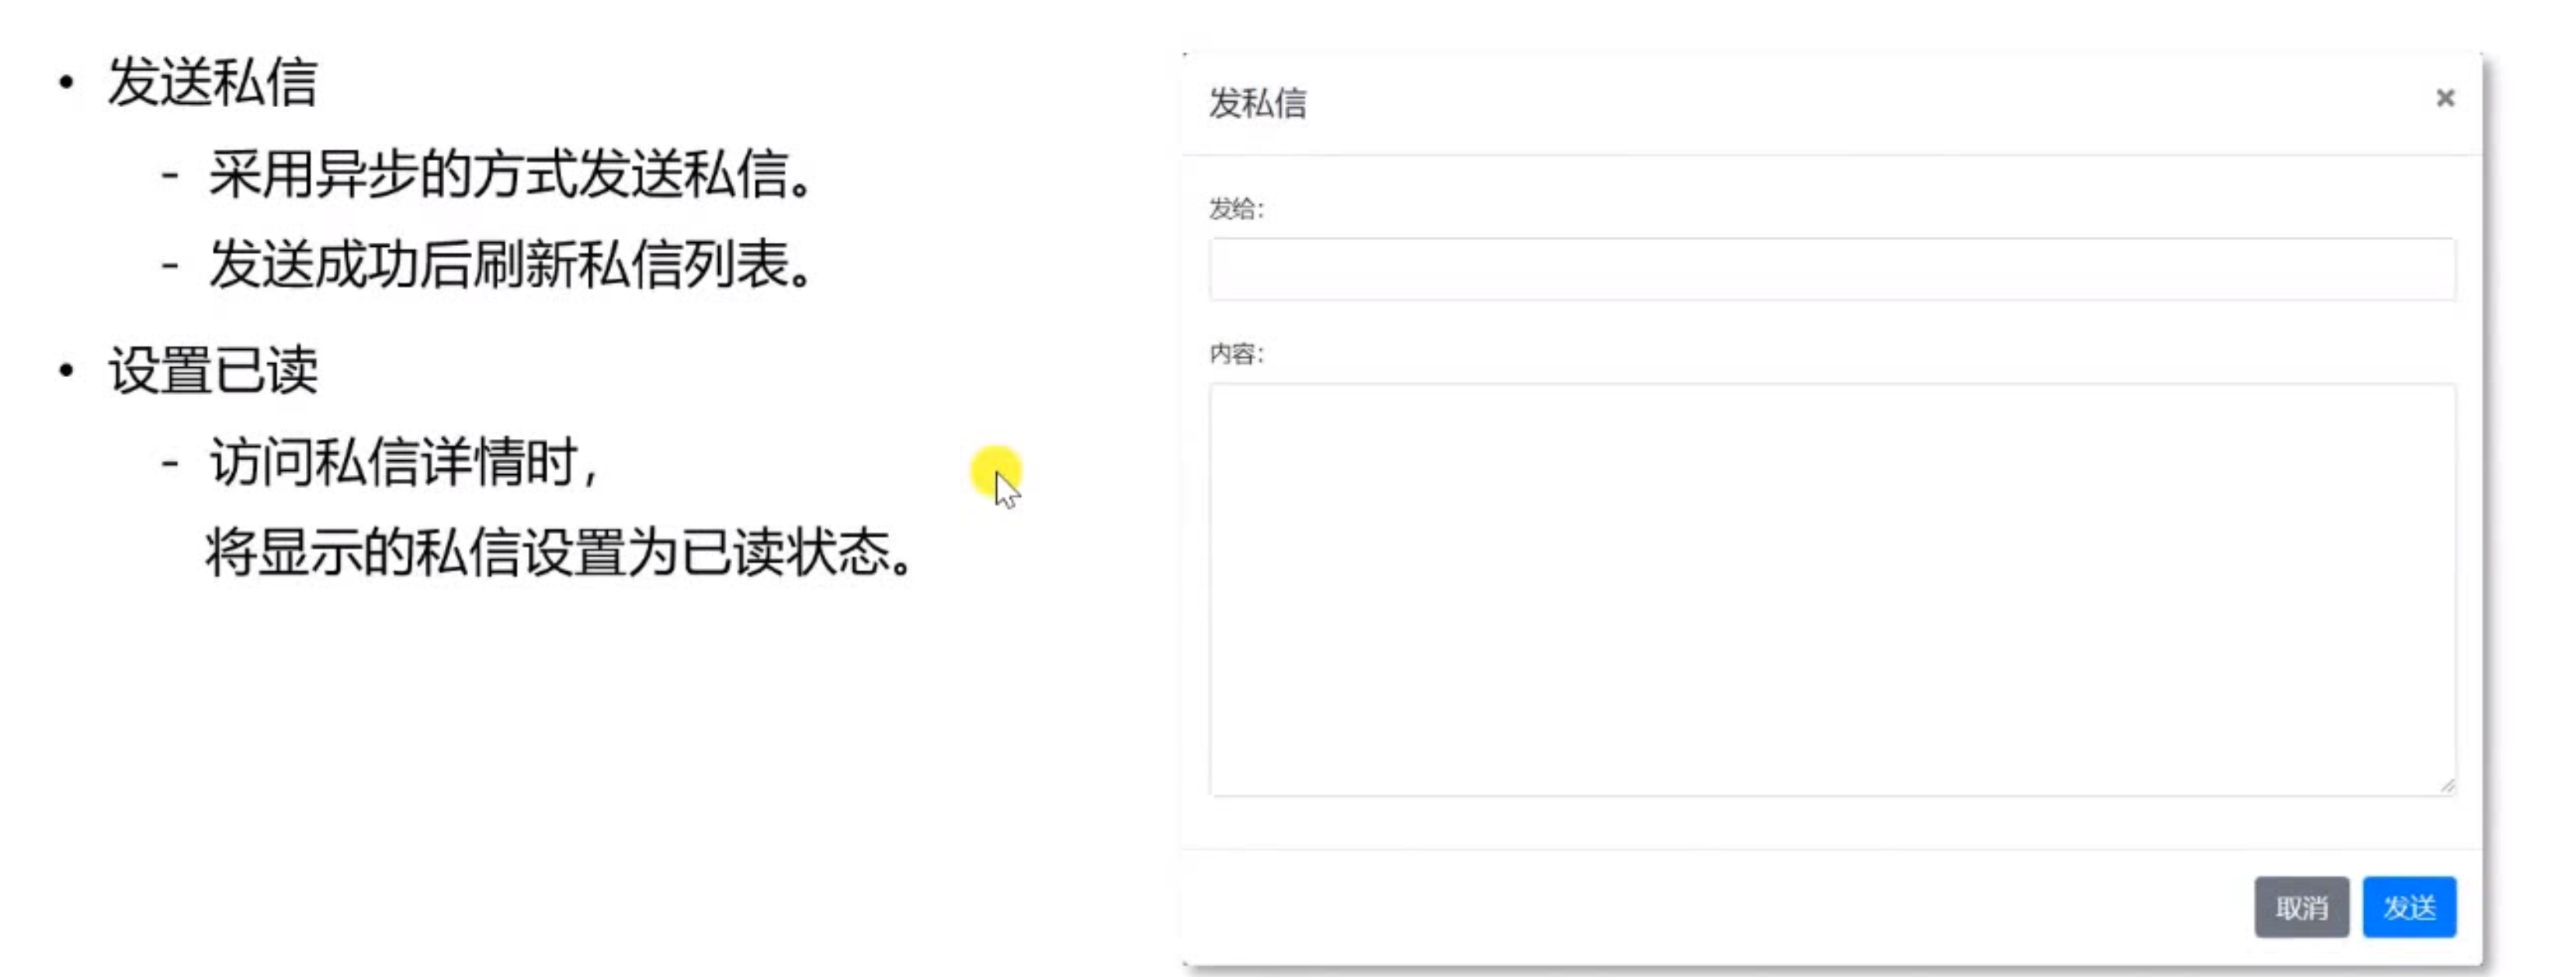 • 发送私信
- 采用异步的方式发送私信。
- 发送成功后刷新私信列表。
• 设置已读
- 访问私信详情时，
将显示的私信设置为已读状态。
发私信
×
发给：
内容：
取消
发送